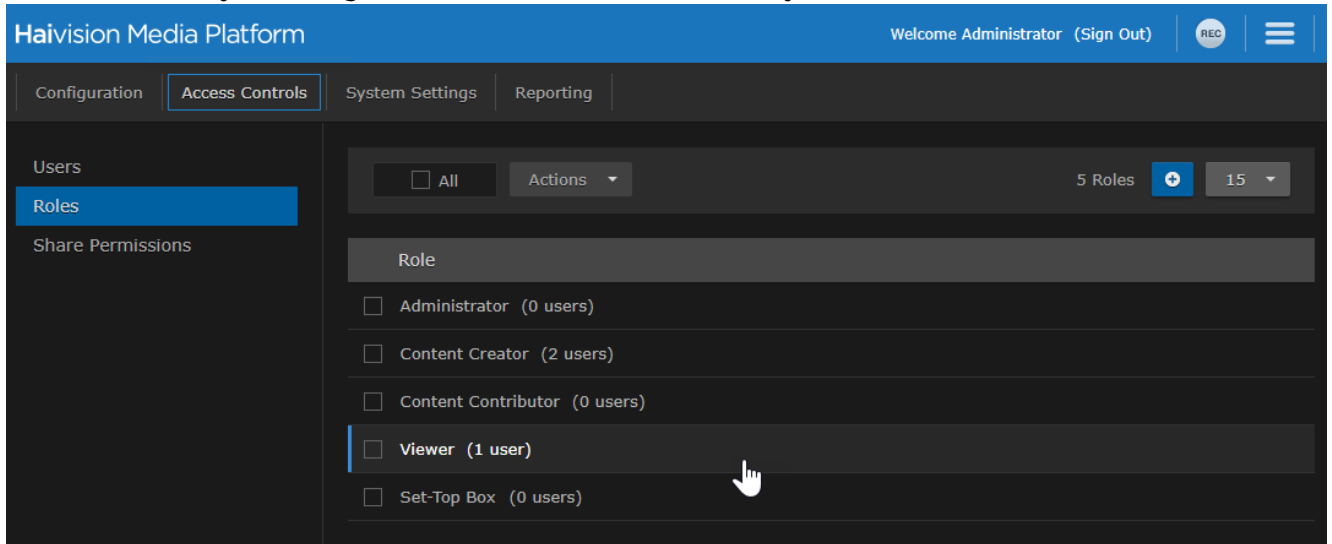 Haivision Media Platform
Welcome Administrator (Sign Out)
REC
Configuration
Access Controls
System Settings
Reporting
Users
Roles
Share Permissions
All
Actions
5 Roles
15
Role
Administrator (0 users)
Content Creator (2 users)
Content Contributor (0 users)
Viewer (1 user)
Set-Top Box (0 users)